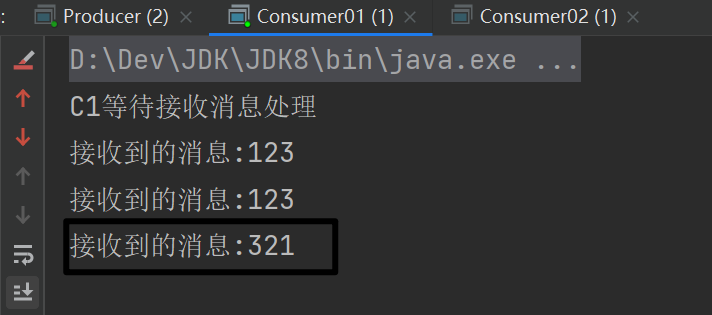 : Producer (2) × Consumer01 (1) × Consumer02 (1) ×
D:\Dev\JDK\JDK8\bin\java.exe ...
C1等待接收消息处理
接收到的消息:123
接收到的消息:123
接收到的消息:321